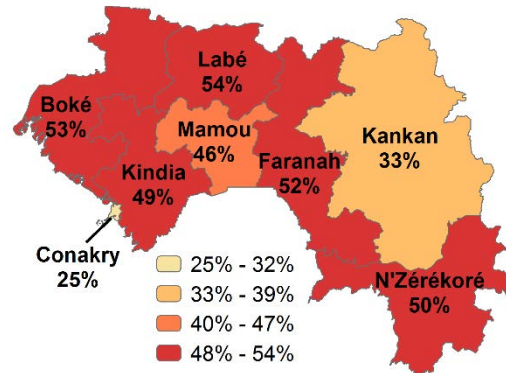 Labé
54%
Boké
53%
Mamou
46%
Kankan
33%
Kindia
49%
Faranah
52%
Conakry
25%
N'Zérékoré
50%
25% - 32%
33% - 39%
40% - 47%
48% - 54%